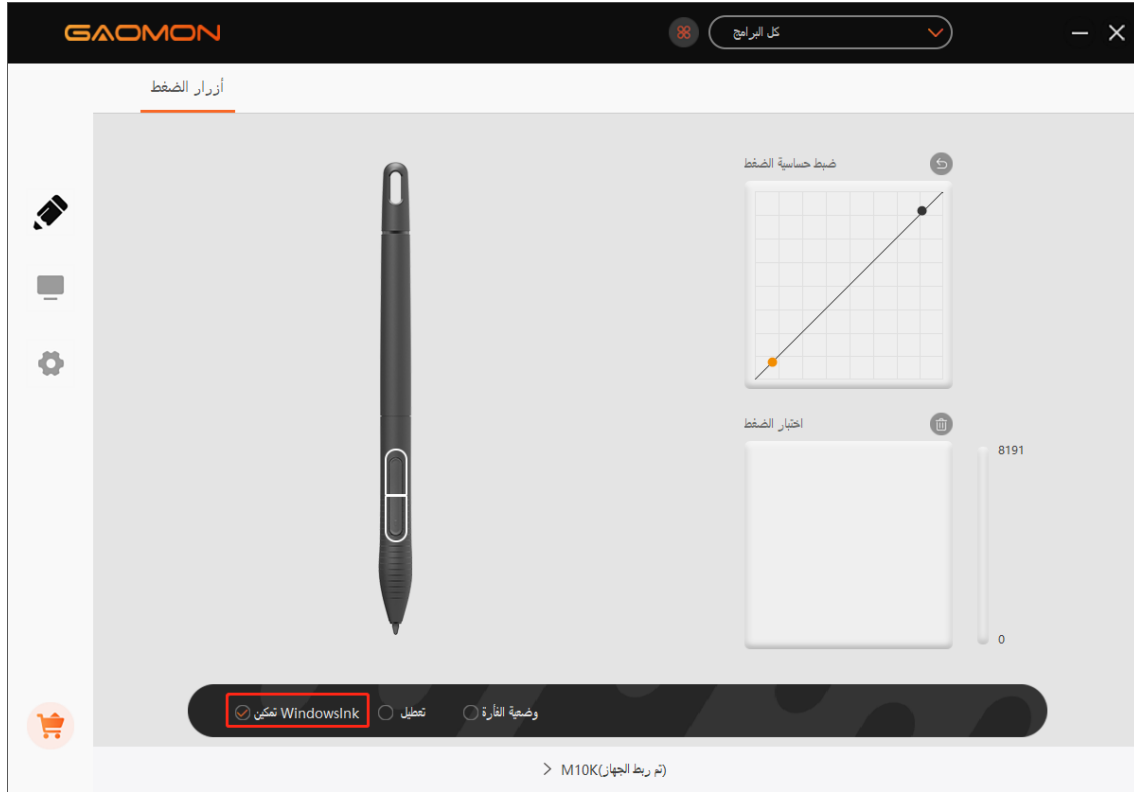 GAOMON
كل البرامج
أزرار الضغط
ضبط حساسية الضغط
اختبار الضغط
8191
0
تمكين WindowsInk
تعطيل
وضعية الفأرة
M10K(تم ربط الجهاز)